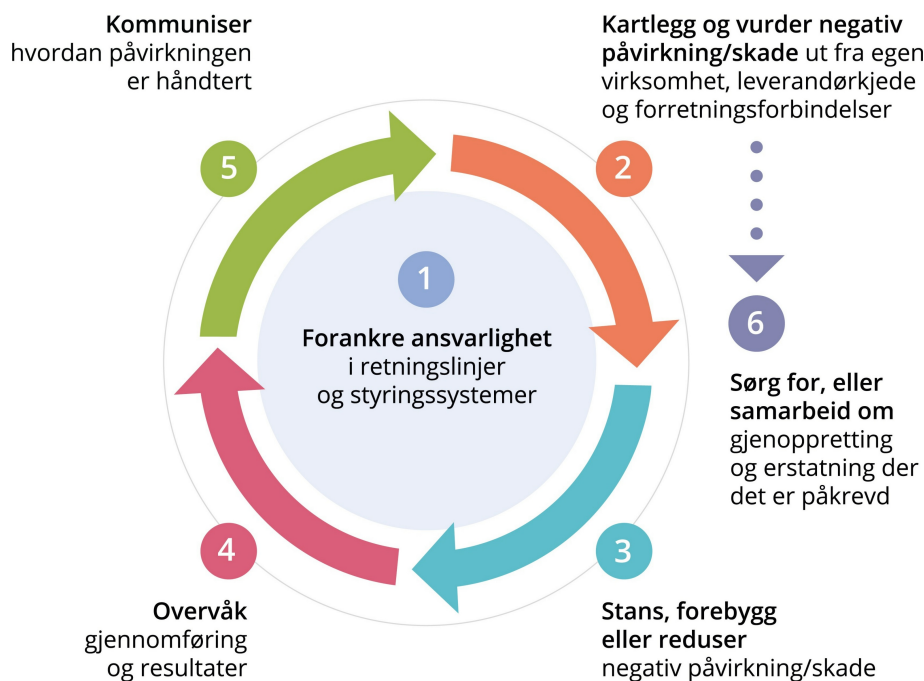 1
Forankre ansvarlighet
i retningslinjer
og styringssystemer
2
Kartlegg og vurder negativ
påvirkning/skade ut fra egen
virksomhet, leverandørkjede
og forretningsforbindelser
3
Stans, forebygg
eller reduser
negativ påvirkning/skade
4
Overvåk
gjennomføring
og resultater
5
Kommuniser
hvordan påvirkningen
er håndtert
6
Sørg for, eller
samarbeid om
gjenoppretting
og erstatning der
det er påkrevd